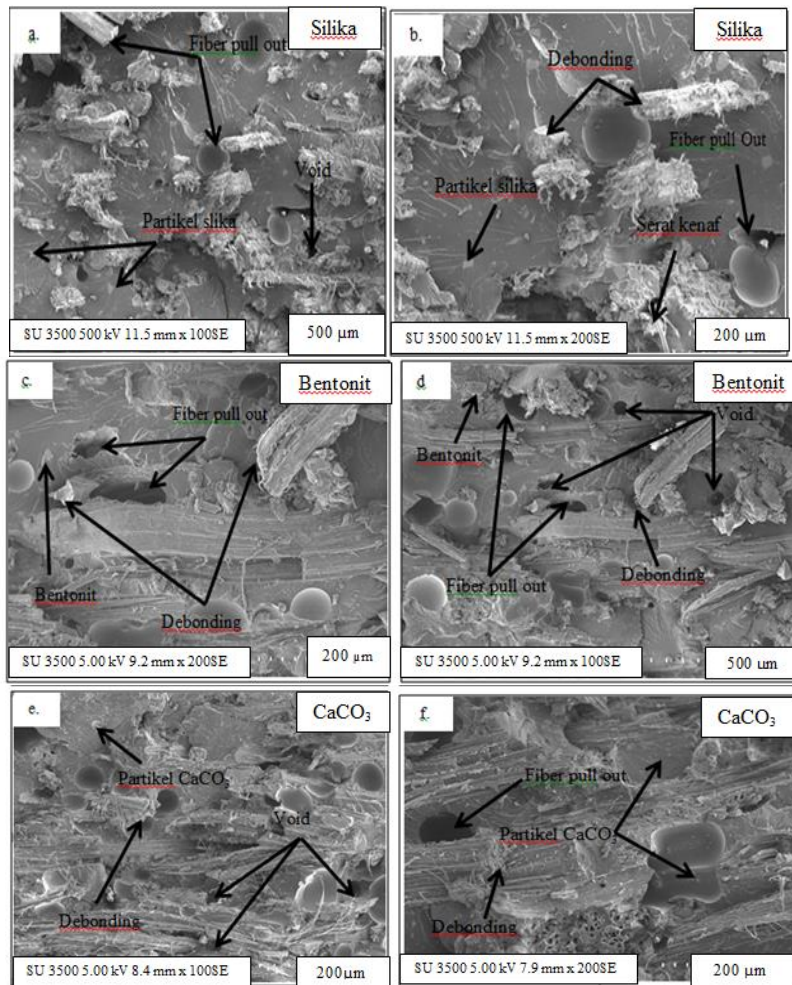 a.
Silika
Fiber pull out
Void
Partikel slika
SU 3500 500 kV 11.5 mm x 100SE
500 µm
b.
Silika
Debonding
Fiber pull Out
Partikel silika
Serat kenaf
SU 3500 500 kV 11.5 mm x 200SE
200 µm
c.
Bentonit
Fiber pull out
Bentonit
Debonding
SU 3500 5.00 kV 9.2 mm x 200SE
200 µm
d
Bentonit
Void
Bentonit
Fiber pull out
Debonding
SU 3500 5.00 kV 9.2 mm x 100SE
500 µm
e.
CaCO₃
Partikel CaCO₃
Void
Debonding
SU 3500 5.00 kV 8.4 mm x 100SE
200µm
f.
CaCO₃
Fiber pull out
Partikel CaCO₃
Debonding
SU 3500 5.00 kV 7.9 mm x 200SE
200 µm